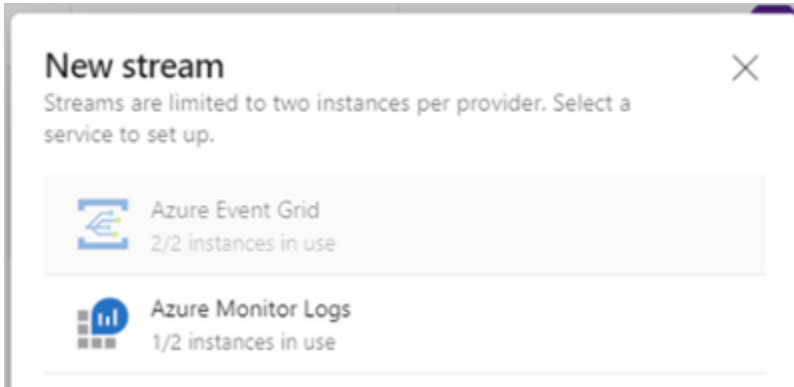 New stream
Streams are limited to two instances per provider. Select a
service to set up.
Azure Event Grid
2/2 instances in use
Azure Monitor Logs
1/2 instances in use